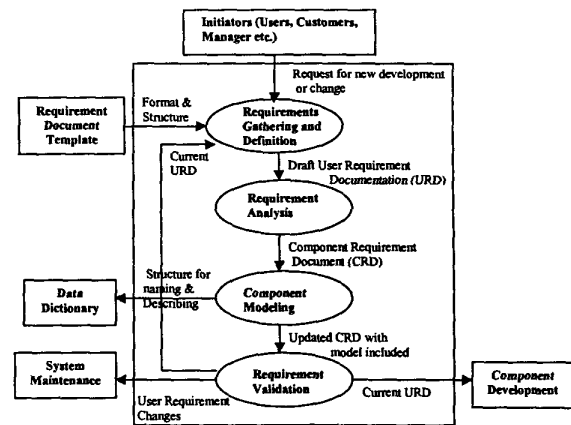 Initiators (Users, Customers,
Manager etc.)
Request for new development
or change
Requirement
Document
Template
Format &
Structure
Requirements
Gathering and
Definition
Current
URD
Draft User Requirement
Documentation (URD)
Requirement
Analysis
Component Requirement
Document (CRD)
Data
Dictionary
Structure for
naming &
Describing
Component
Modeling
Updated CRD with
model included
System
Maintenance
Requirement
Validation
User Requirement
Changes
Current URD
Component
Development